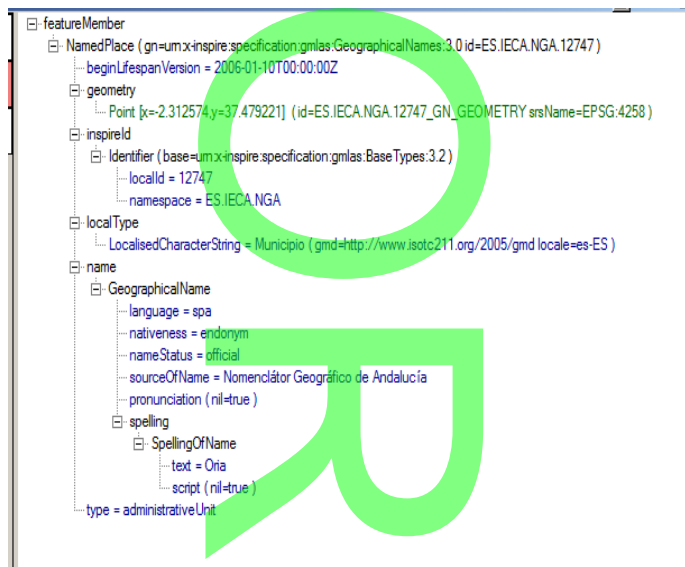 featureMember
NamedPlace ( gn=urn:x-inspire:specification:gmlas:GeographicalNames:3.0 id=ES.IECA.NGA.12747 )
beginLifespanVersion = 2006-01-10T00:00:00Z
geometry
Point [x=-2.312574,y=37.479221] ( id=ES.IECA.NGA.12747_GN_GEOMETRY srsName=EPSG:4258 )
inspireId
Identifier ( base=urn:x-inspire:specification:gmlas:BaseTypes:3.2 )
localId = 12747
namespace = ES.IECA.NGA
localType
LocalisedCharacterString = Municipio ( gmd=http://www.isotc211.org/2005/gmd locale=es-ES )
name
GeographicalName
language = spa
nativeness = endonym
nameStatus = official
sourceOfName = Nomenclátor Geográfico de Andalucía
pronunciation ( nil=true )
spelling
SpellingOfName
text = Oria
script ( nil=true )
type = administrativeUnit
OR